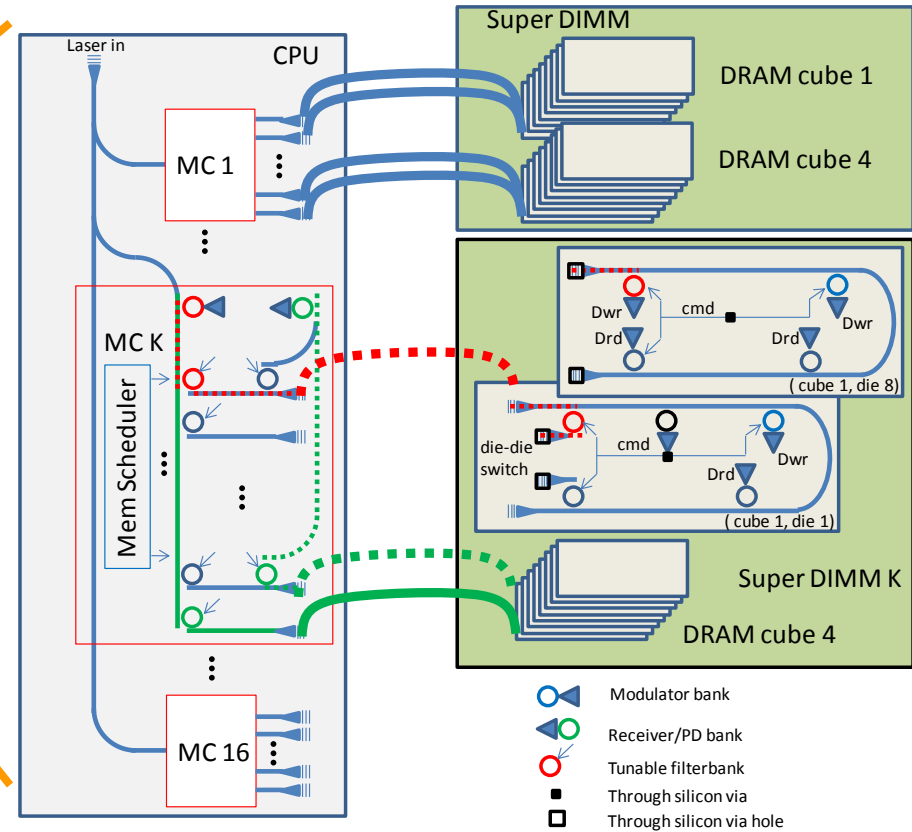 Super DIMM
Laser in
CPU
DRAM cube 1
MC 1
DRAM cube 4
MC K
Mem Scheduler
cmd
Dwr
Drd
Dwr
( cube 1, die 8)
die-die
switch
cmd
Dwr
Drd
( cube 1, die 1)
Super DIMM K
DRAM cube 4
MC 16
Modulator bank
Receiver/PD bank
Tunable filterbank
Through silicon via
Through silicon via hole